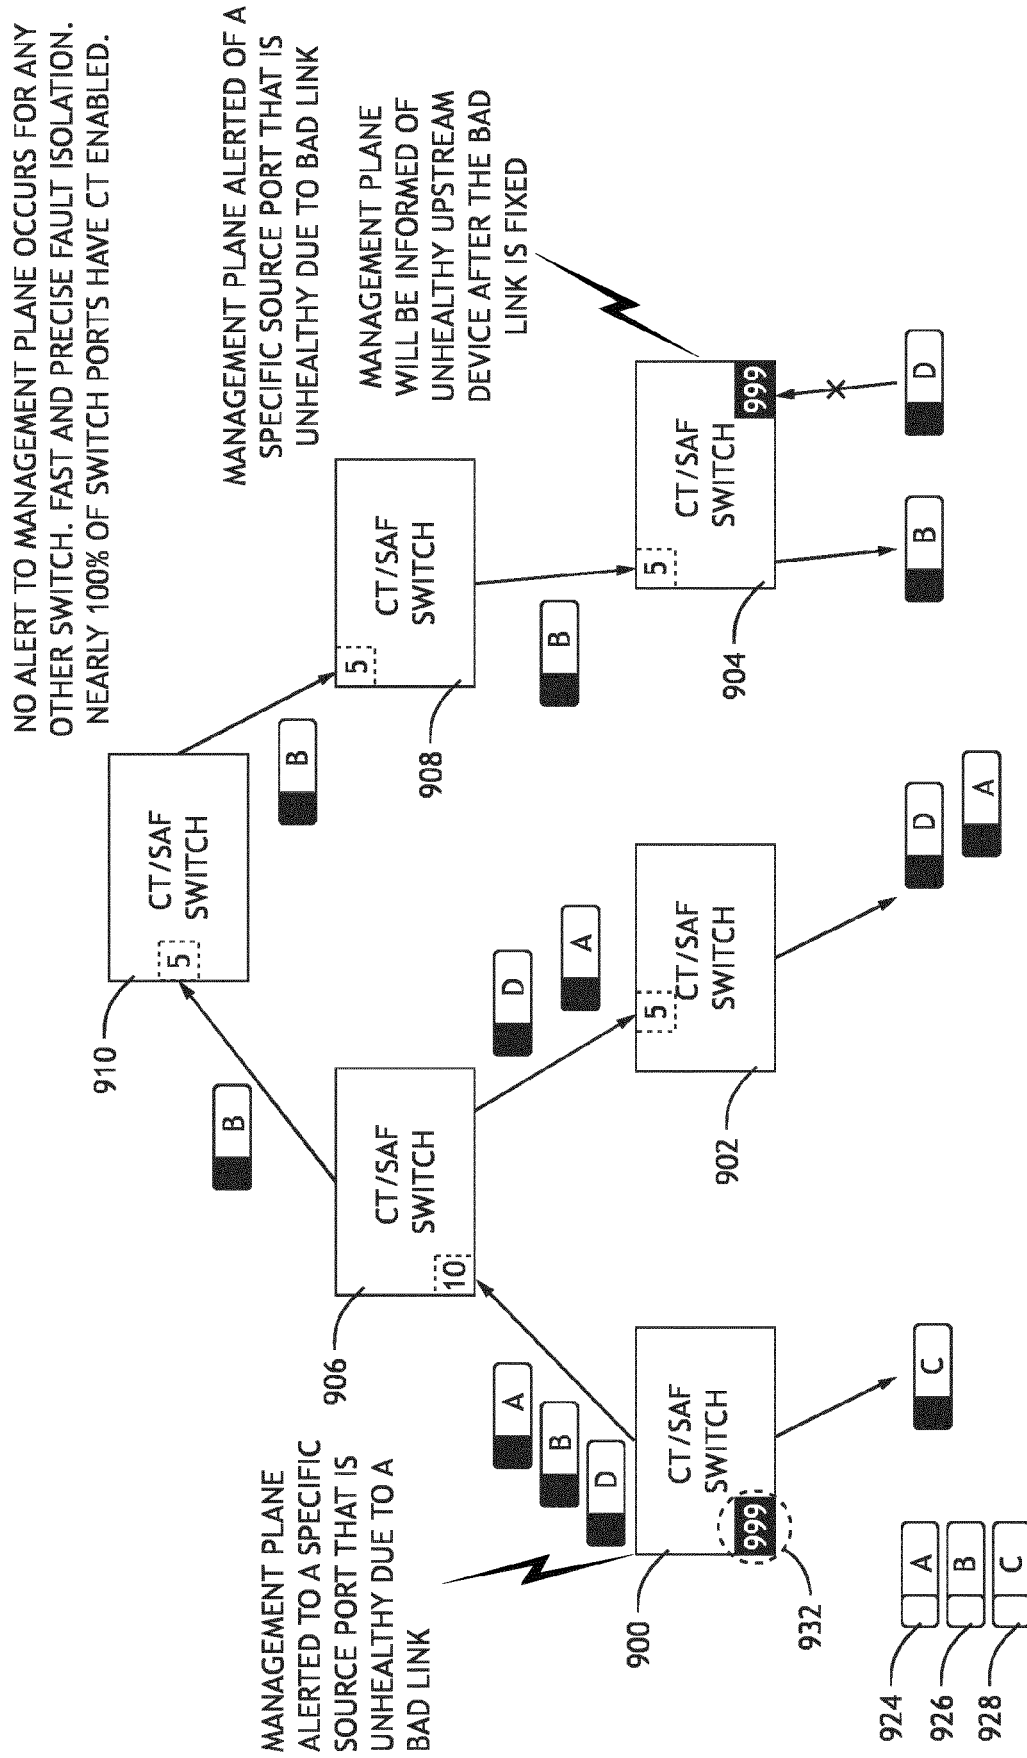 NO ALERT TO MANAGEMENT PLANE OCCURS FOR ANY
OTHER SWITCH. FAST AND PRECISE FAULT ISOLATION.
NEARLY 100% OF SWITCH PORTS HAVE CT ENABLED.
MANAGEMENT PLANE ALERTED OF A
SPECIFIC SOURCE PORT THAT IS
UNHEALTHY DUE TO BAD LINK
MANAGEMENT PLANE
WILL BE INFORMED OF
UNHEALTHY UPSTREAM
DEVICE AFTER THE BAD
LINK IS FIXED
910
5
CT/SAF
SWITCH
B
B
MANAGEMENT PLANE
ALERTED TO A SPECIFIC
SOURCE PORT THAT IS
UNHEALTHY DUE TO A
BAD LINK
906
10
CT/SAF
SWITCH
908
5
CT/SAF
SWITCH
A
B
D
D
A
B
900
999
CT/SAF
SWITCH
932
902
5
CT/SAF
SWITCH
904
5
CT/SAF
SWITCH
999
924
A
926
B
928
C
C
D
A
B
D